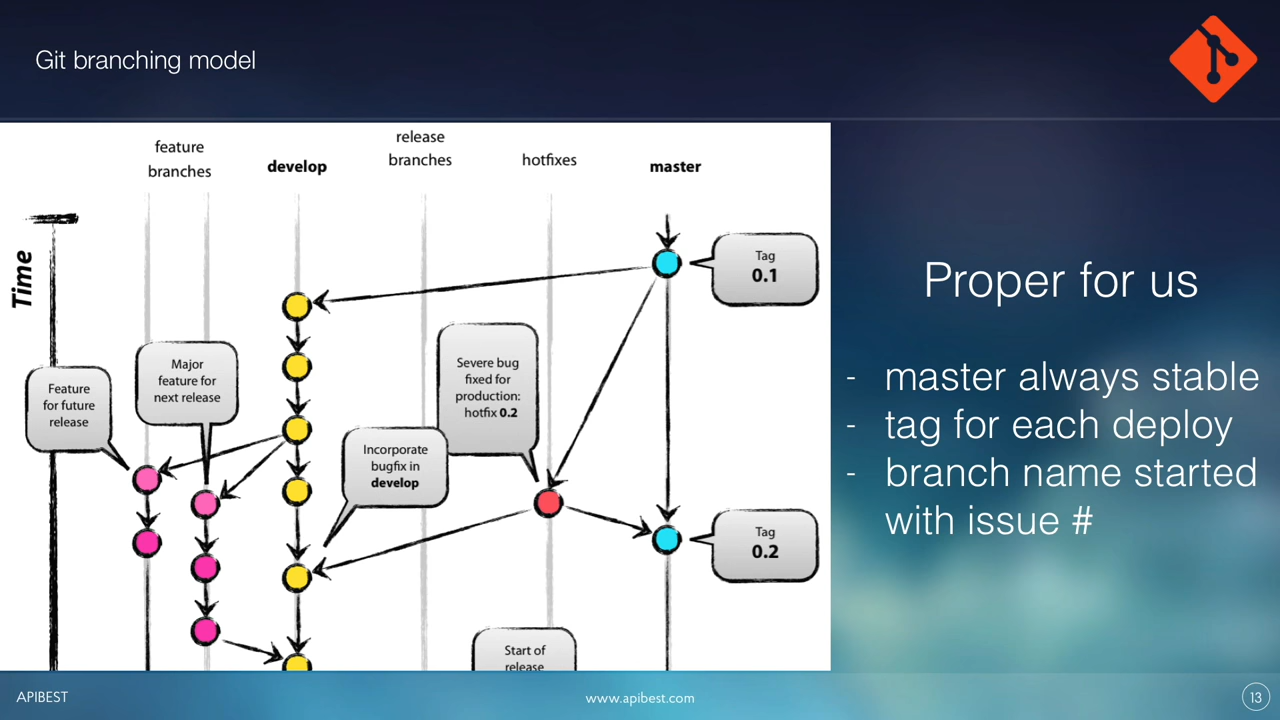 Git branching model
feature
branches
develop
release
branches
hotfixes
master
Time
Tag
0.1
Major
feature for
next release
Feature
for future
release
Severe bug
fixed for
production:
hotfix 0.2
Incorporate
bugfix in
develop
Tag
0.2
Start of
release
Proper for us
- master always stable
- tag for each deploy
- branch name started
with issue #
APIBEST
www.apibest.com
13